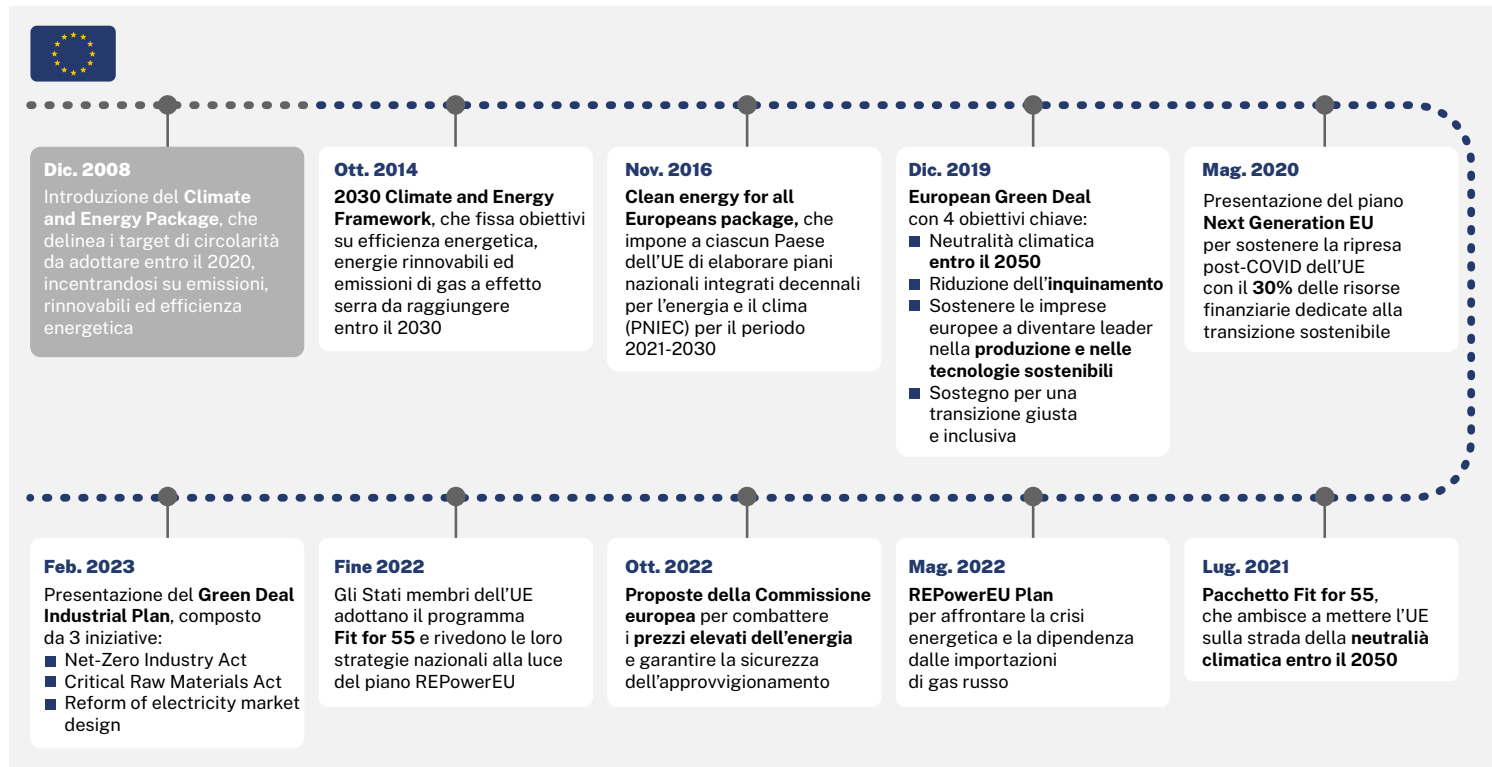 Dic. 2008
Introduzione del Climate
and Energy Package, che
delinea i target di circolarità
da adottare entro il 2020,
incentrandosi su emissioni,
rinnovabili ed efficienza
energetica
Ott. 2014
2030 Climate and Energy
Framework, che fissa obiettivi
su efficienza energetica,
energie rinnovabili ed
emissioni di gas a effetto
serra da raggiungere
entro il 2030
Nov. 2016
Clean energy for all
Europeans package, che
impone a ciascun Paese
dell'UE di elaborare piani
nazionali integrati decennali
per l'energia e il clima
(PNIEC) per il periodo
2021-2030
Dic. 2019
European Green Deal
con 4 obiettivi chiave:
Neutralità climatica
entro il 2050
Riduzione dell'inquinamento
Sostenere le imprese
europee a diventare leader
nella produzione e nelle
tecnologie sostenibili
Sostegno per una
transizione giusta
e inclusiva
Mag. 2020
Presentazione del piano
Next Generation EU
per sostenere la ripresa
post-COVID dell'UE
con il 30% delle risorse
finanziarie dedicate alla
transizione sostenibile
Feb. 2023
Presentazione del Green Deal
Industrial Plan, composto
da 3 iniziative:
Net-Zero Industry Act
Critical Raw Materials Act
Reform of electricity market
design
Fine 2022
Gli Stati membri dell'UE
adottano il programma
Fit for 55 e rivedono le loro
strategie nazionali alla luce
del piano REPowerEU
Ott. 2022
Proposte della Commissione
europea per combattere
i prezzi elevati dell'energia
e garantire la sicurezza
dell'approvvigionamento
Mag. 2022
REPowerEU Plan
per affrontare la crisi
energetica e la dipendenza
dalle importazioni
di gas russo
Lug. 2021
Pacchetto Fit for 55,
che ambisce a mettere l'UE
sulla strada della neutralià
climatica entro il 2050